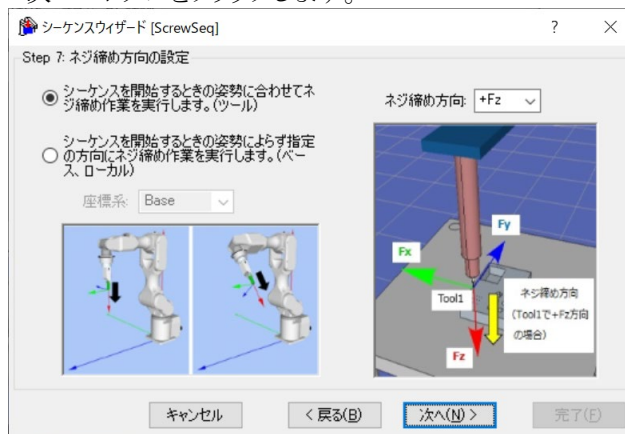 シーケンスウィザード [ScrewSeq]
Step 7: ネジ締め方向の設定
シーケンスを開始するときの姿勢に合わせてネ
ジ締め作業を実行します。(ツール)
シーケンスを開始するときの姿勢によらず指定
の方向にネジ締め作業を実行します。(ベー
ス、ローカル)
座標系: Base
ネジ締め方向: +Fz
Fy
Fx
Tool1
ネジ締め方向
(Tool1で+Fz方向
の場合)
Fz
キャンセル
< 戻る(B)
次へ(N) >
完了(F)